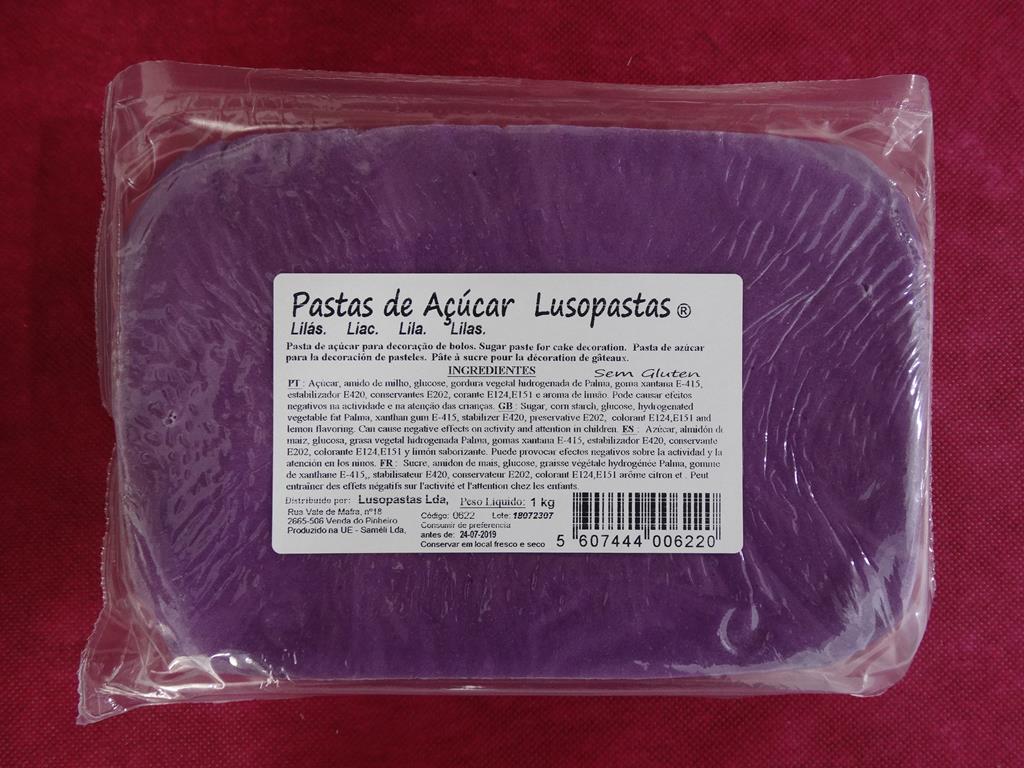 Pastas de Açúcar Lusopastas ®
Lilás. Liac. Lila. Lilas.
Pasta de açúcar para decoração de bolos. Sugar paste for cake decoration. Pasta de azúcar
para la decoración de pasteles. Pâte à sucre pour la décoration de gâteaux.
INGREDIENTES Sem Gluten
PT : Açúcar, amido de milho, glucose, gordura vegetal hidrogenada de Palma, goma xantana E-415,
estabilizador E420, conservantes E202, corante E124,E151 e aroma de limão. Pode causar efeitos
negativos na actividade e na atenção das crianças. GB : Sugar, corn starch, glucose, hydrogenated
vegetable fat Palma, xanthan gum E-415, stabilizer E420, preservative E202, colorant E124,E151 and
lemon flavoring. Can cause negative effects on activity and attention in children. ES : Azúcar, almidón de
maiz, glucosa, grasa vegetal hidrogenada Palma, gomas xantana E-415, estabilizador E420, conservante
E202, colorante E124,E151 y limón saborizante. Puede provocar efectos negativos sobre la actividad y la
atención en los ninos. FR : Sucre, amidon de mais, glucose, graisse végétale hydrogénée Palma, gomme
de xanthane E-415,, stabilisateur E420, conservateur E202, colorant E124,E151 arôme citron et . Peut
entraîner des effets négatifs sur l'activité et l'attention chez les enfants.
Distribuido por: Lusopastas Lda, Peso Liquido: 1 kg
Rua Vale de Mafra, nº18
2665-506 Venda do Pinheiro
Produzido na UE - Saméli Lda,
Código: 0622 Lote: 18072307
Consumir de preferencia
antes de: 24-07-2019
Conservar em local fresco e seco
5 607444 006220